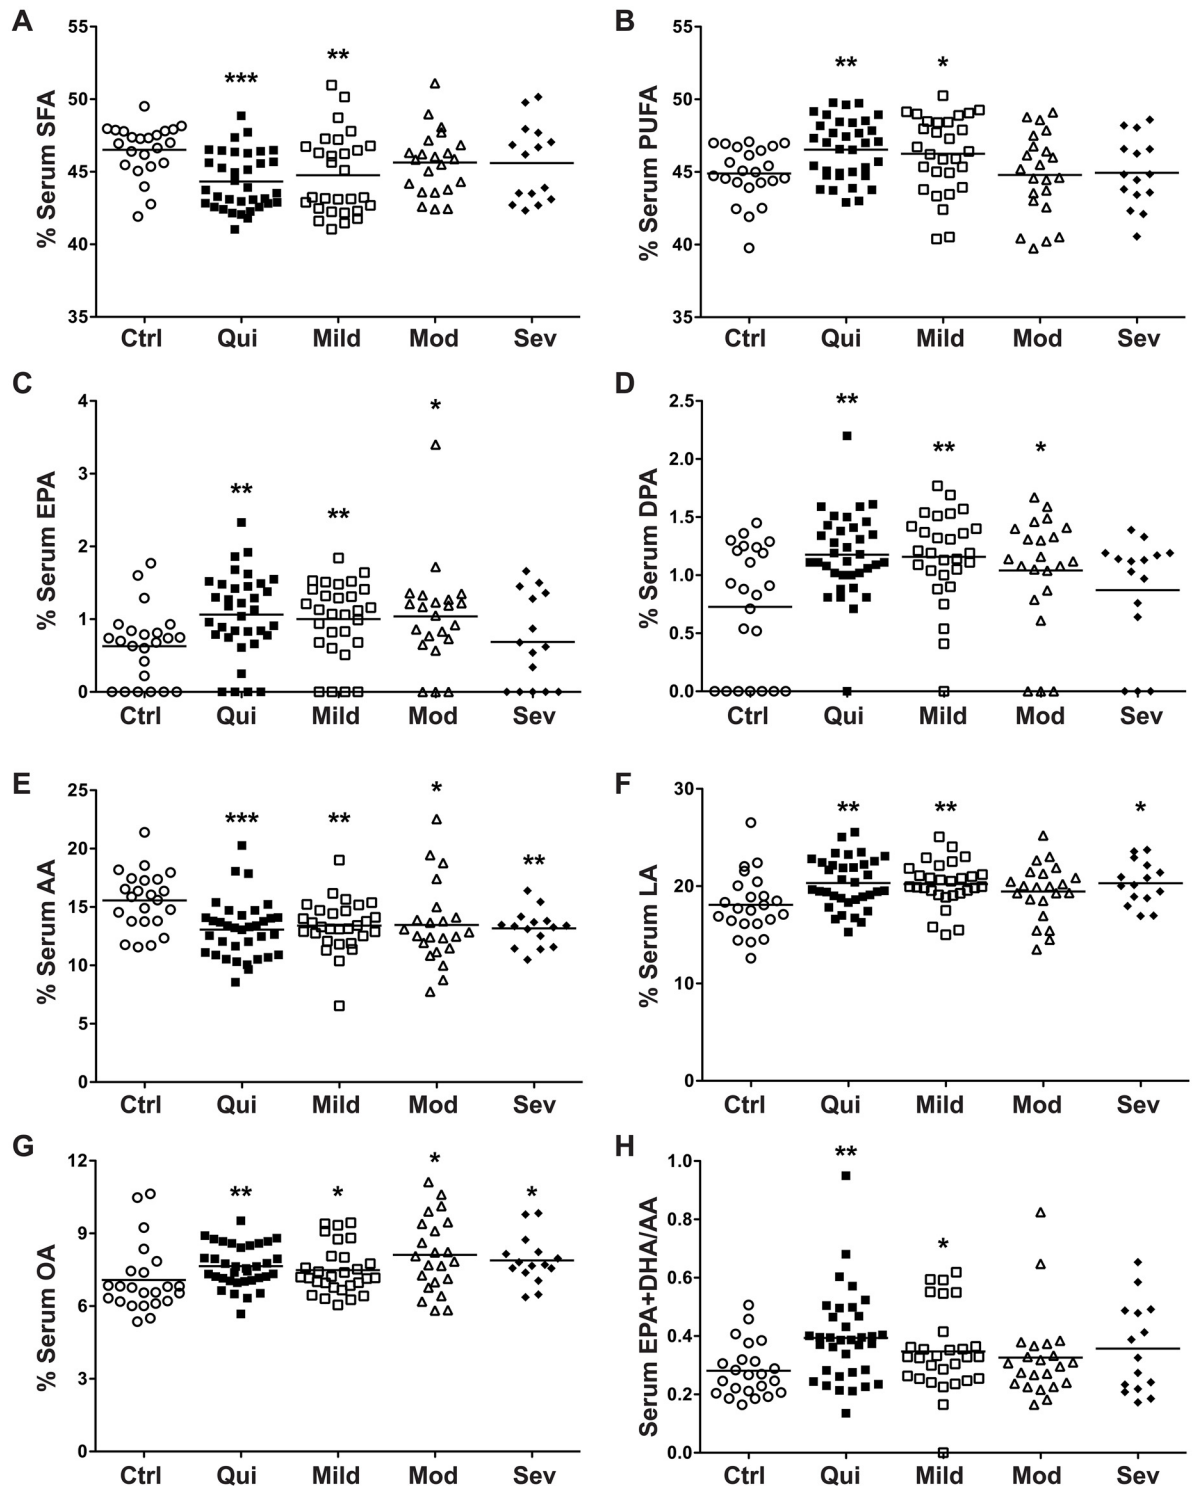 A
% Serum SFA
55
50
45
40
35
***
**
Ctrl Qui Mild Mod Sev
B
% Serum PUFA
55
50
45
40
35
**
*
Ctrl Qui Mild Mod Sev
C
% Serum EPA
4
3
2
1
0
**
**
*
Ctrl Qui Mild Mod Sev
D
% Serum DPA
2.5
2.0
1.5
1.0
0.5
0.0
**
**
*
Ctrl Qui Mild Mod Sev
E
% Serum AA
25
20
15
10
5
0
***
**
*
**
Ctrl Qui Mild Mod Sev
F
% Serum LA
30
20
10
0
**
**
*
Ctrl Qui Mild Mod Sev
G
% Serum OA
12
9
6
3
0
**
*
*
*
Ctrl Qui Mild Mod Sev
H
Serum EPA+DHA/AA
1.0
0.8
0.6
0.4
0.2
0.0
**
*
Ctrl Qui Mild Mod Sev